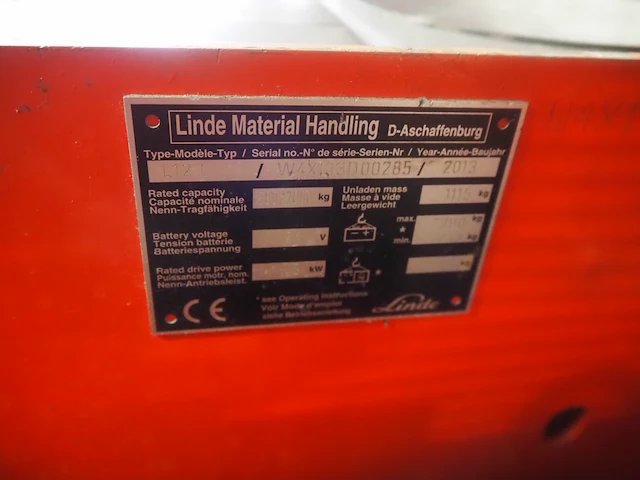 Linde Material Handling D-Aschaffenburg
Type-Modèle-Typ / Serial no.-N° de série-Serien-Nr / Year-Année-Baujahr
/ / 2013
Rated capacity
Capacité nominale
Nenn-Tragfähigkeit
kg
Unladen mass
Masse à vide
Leergewicht
kg
Battery voltage
Tension batterie
Batteriespannung
V
max. kg
*
min. kg
Rated drive power
Puissance motr. nom.
Nenn-Antriebsleist.
kW
* kg
* see Operating Instructions
Voir Mode d'emploi
siehe Betriebsanleitung
CE
Linde